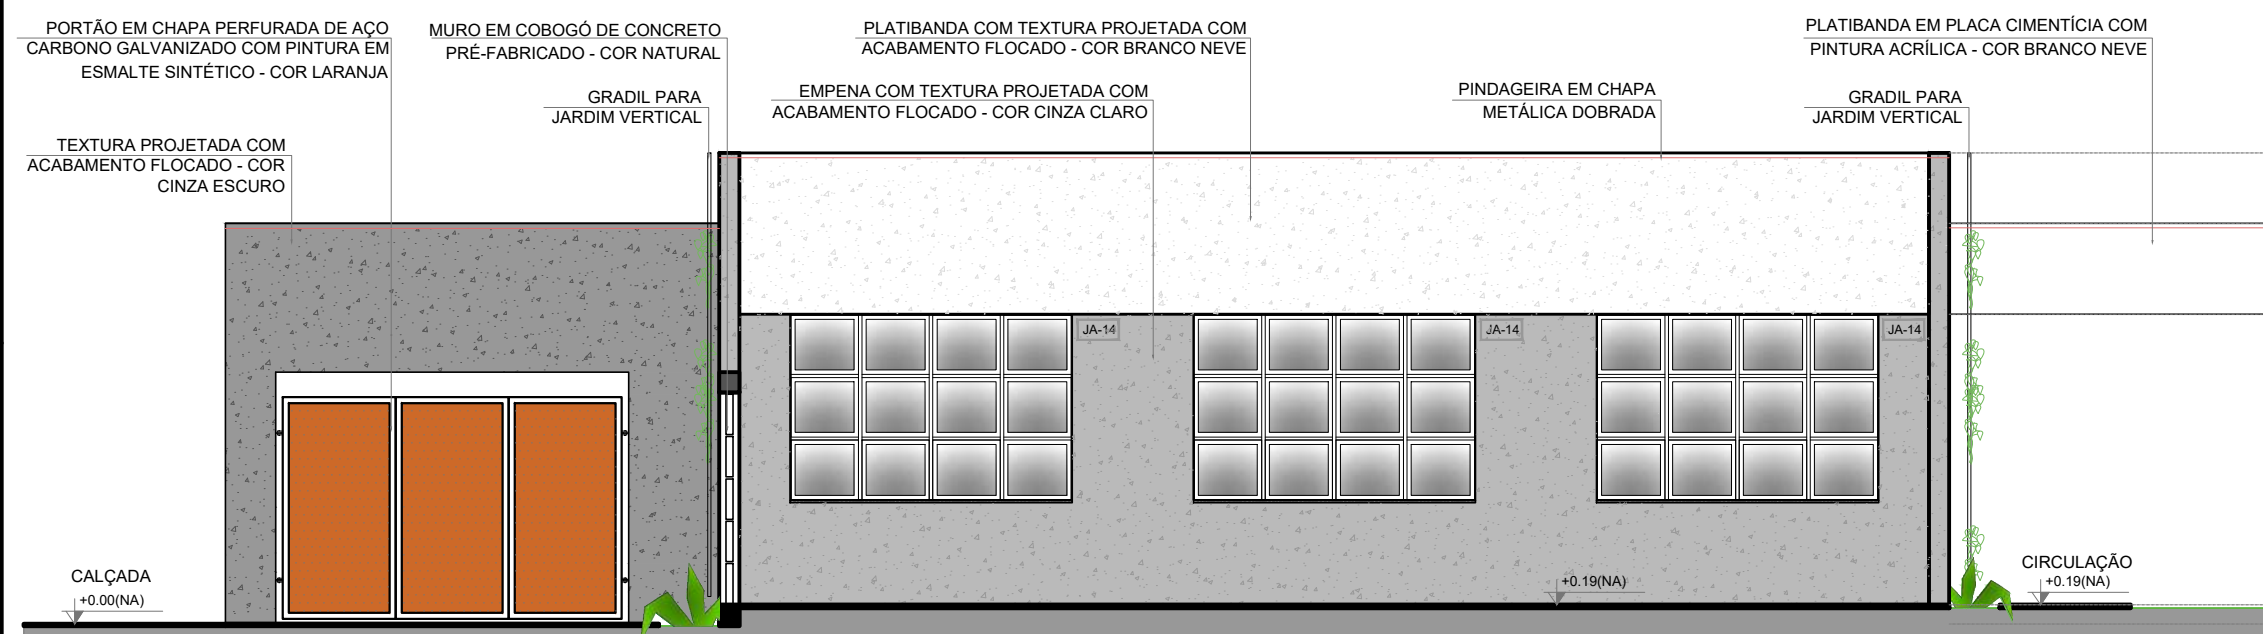 PORTÃO EM CHAPA PERFURADA DE AÇO
CARBONO GALVANIZADO COM PINTURA EM
ESMALTE SINTÉTICO - COR LARANJA
MURO EM COBOGÓ DE CONCRETO
PRÉ-FABRICADO - COR NATURAL
PLATIBANDA COM TEXTURA PROJETADA COM
ACABAMENTO FLOCADO - COR BRANCO NEVE
PLATIBANDA EM PLACA CIMENTÍCIA COM
PINTURA ACRÍLICA - COR BRANCO NEVE
GRADIL PARA
JARDIM VERTICAL
EMPENA COM TEXTURA PROJETADA COM
ACABAMENTO FLOCADO - COR CINZA CLARO
PINDAGEIRA EM CHAPA
METÁLICA DOBRADA
GRADIL PARA
JARDIM VERTICAL
TEXTURA PROJETADA COM
ACABAMENTO FLOCADO - COR
CINZA ESCURO
JA-14
JA-14
JA-14
CALÇADA
+0.00(NA)
+0.19(NA)
CIRCULAÇÃO
+0.19(NA)